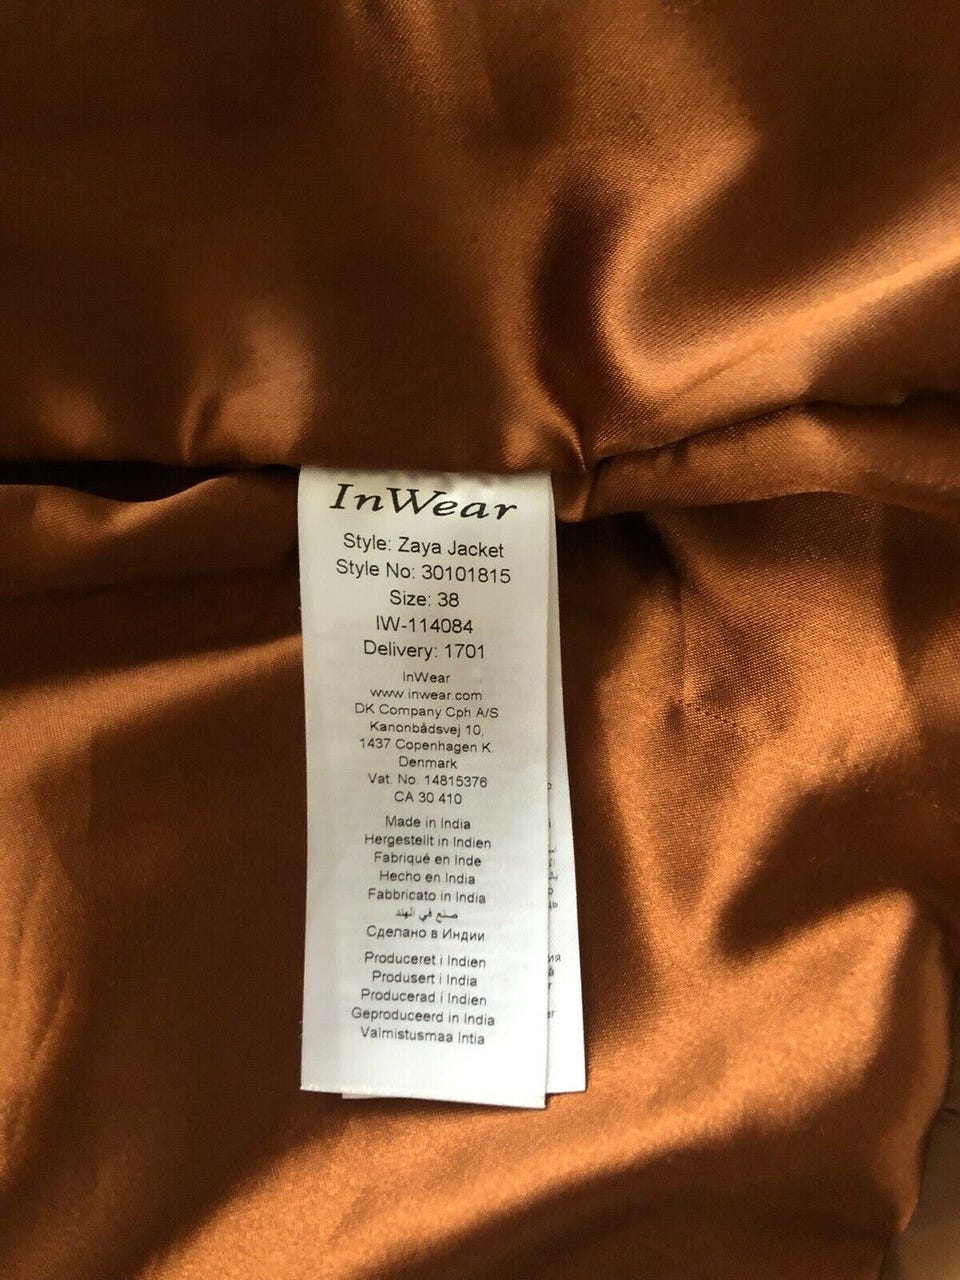 InWear
Style: Zaya Jacket
Style No: 30101815
Size: 38
IW-114084
Delivery: 1701
InWear
www.inwear.com
DK Company Cph A/S
Kanonbådsvej 10,
1437 Copenhagen K
Denmark
Vat. No. 14815376
CA 30 410
Made in India
Hergestellt in Indien
Fabriqué en Inde
Hecho en India
Fabbricato in India
صنع في الهند
Сделано в Индии
Produceret i Indien
Produsert i India
Producerad i Indien
Geproduceerd in India
Valmistusmaa Intia